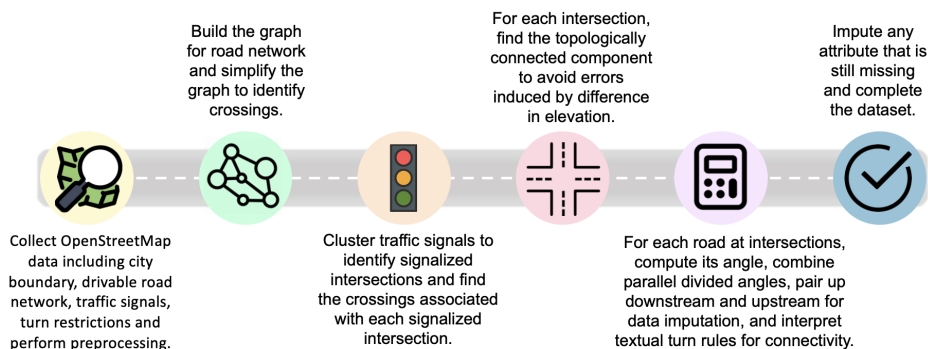 Collect OpenStreetMap
data including city
boundary, drivable road
network, traffic signals,
turn restrictions and
perform preprocessing.
Build the graph
for road network
and simplify the
graph to identify
crossings.
Cluster traffic signals to
identify signalized
intersections and find
the crossings associated
with each signalized
intersection.
For each intersection,
find the topologically
connected component
to avoid errors
induced by difference
in elevation.
For each road at intersections,
compute its angle, combine
parallel divided angles, pair up
downstream and upstream for
data imputation, and interpret
textual turn rules for connectivity.
Impute any
attribute that is
still missing
and complete
the dataset.